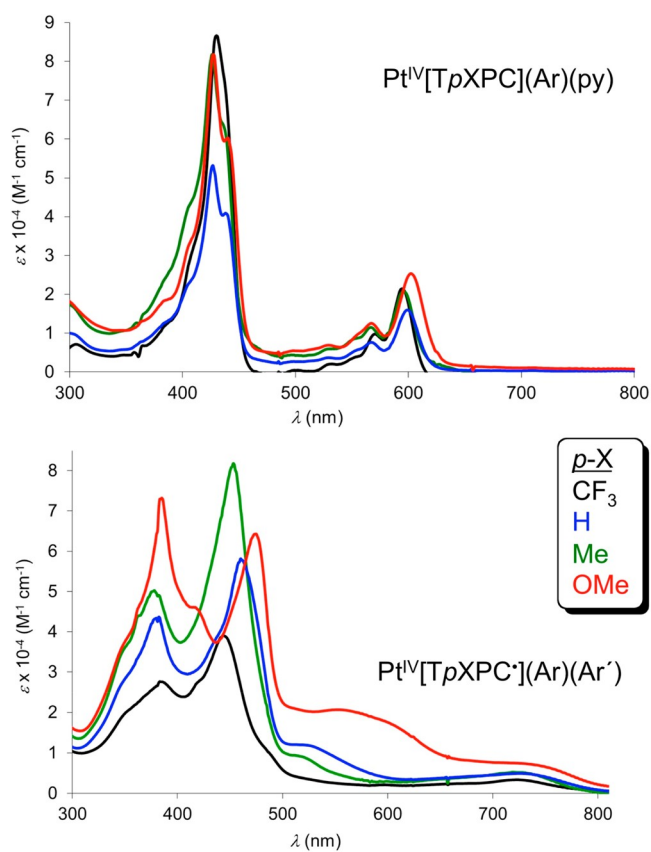 9
8
7
6
5
4
3
2
1
0
ε x 10⁻⁴ (M⁻¹ cm⁻¹)
Pt^IV[TpXPC](Ar)(py)
300 400 500 600 700 800
λ (nm)
8
7
6
5
4
3
2
1
0
ε x 10⁻⁴ (M⁻¹ cm⁻¹)
p-X
CF₃
H
Me
OMe
Pt^IV[TpXPC•](Ar)(Ar´)
300 400 500 600 700 800
λ (nm)